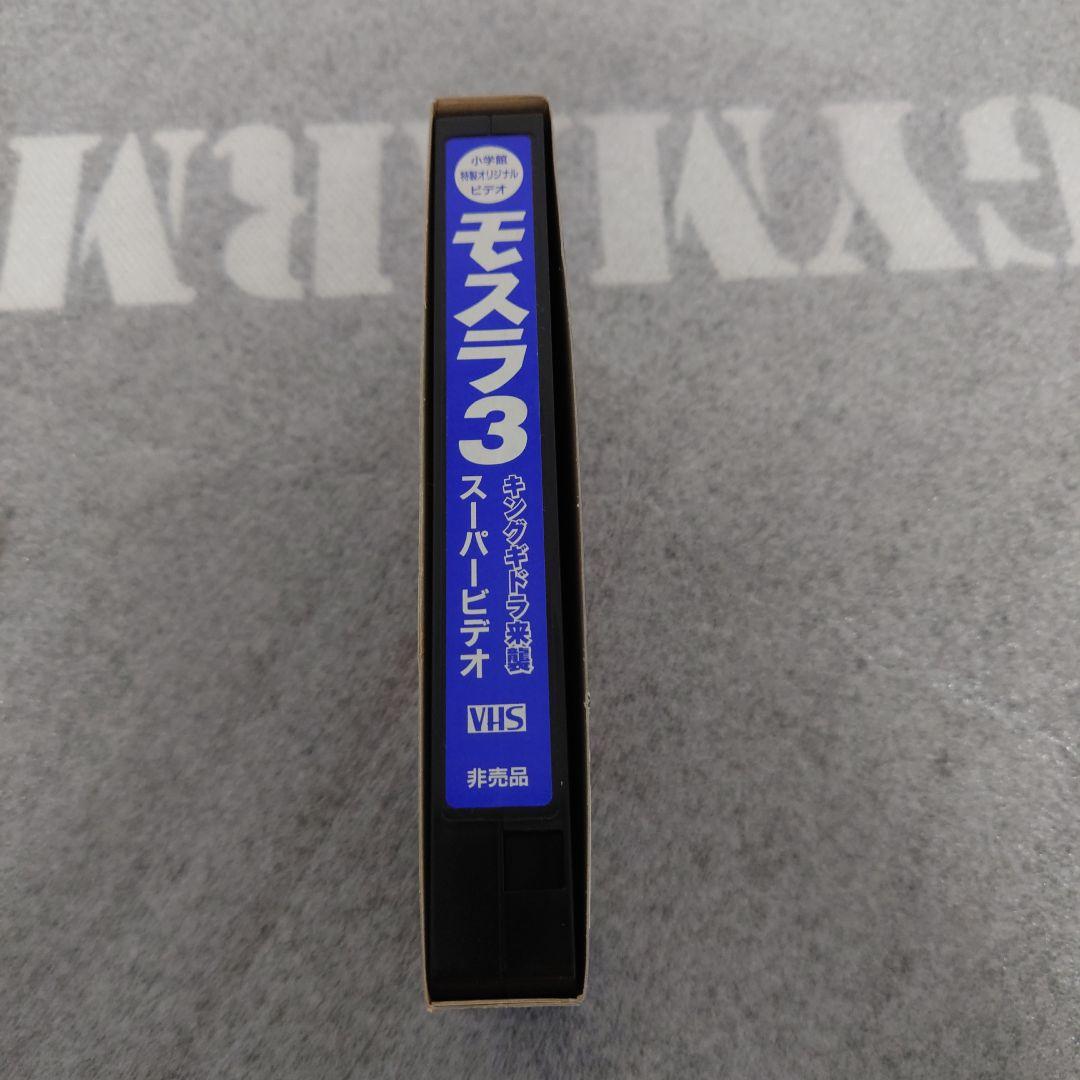 小学館
特製オリジナル
ビデオ
モスラ3
キングギドラ来襲
スーパービデオ
VHS
非売品